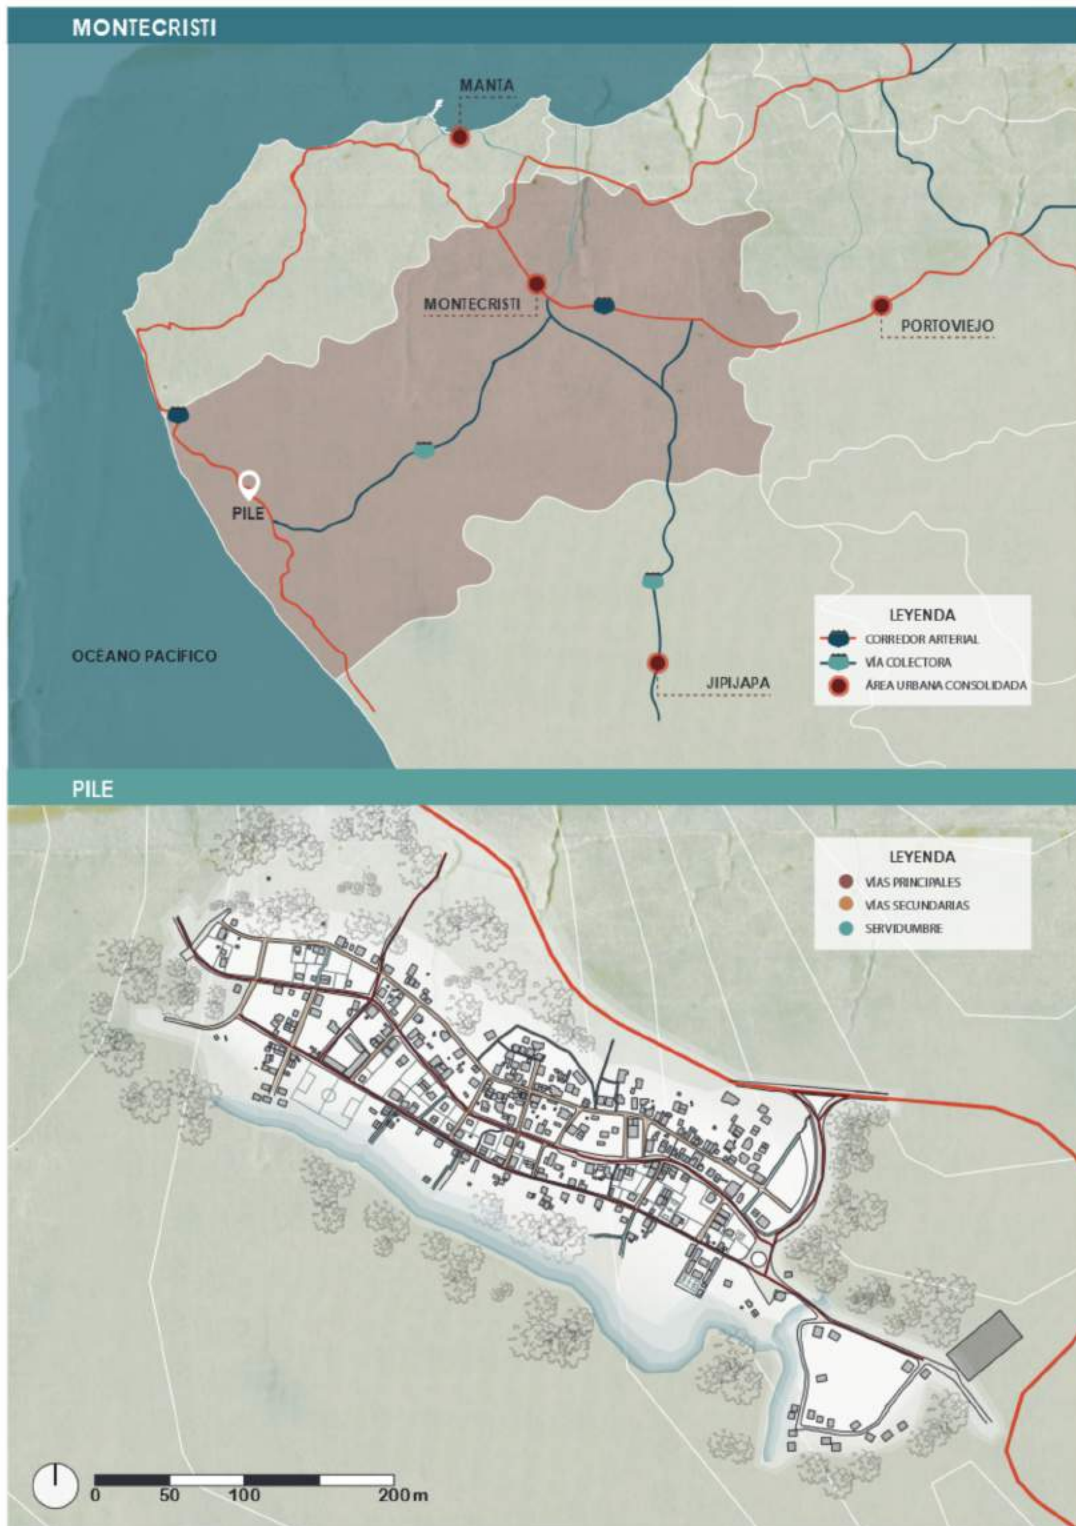 MONTECRISTI
MANTA
MONTECRISTI
PORTOVIEJO
PILE
OCÉANO PACÍFICO
JIPIJAPA
LEYENDA
CORREDOR ARTERIAL
VÍA COLECTORA
ÁREA URBANA CONSOLIDADA
PILE
LEYENDA
VÍAS PRINCIPALES
VÍAS SECUNDARIAS
SERVIDUMBRE
0 50 100 200 m